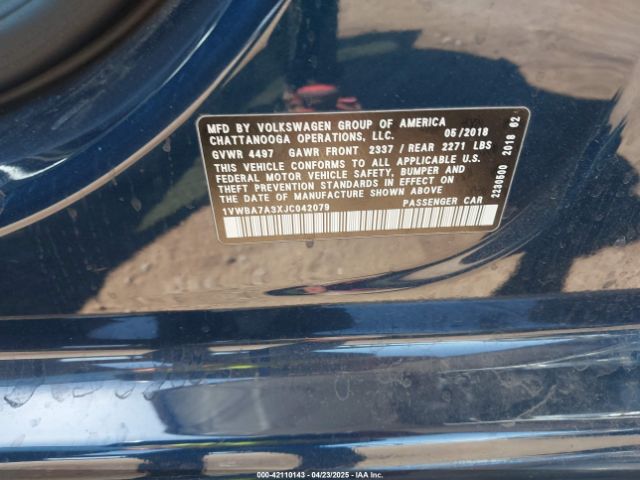 MFD BY VOLKSWAGEN GROUP OF AMERICA
CHATTANOOGA OPERATIONS, LLC. 05/2018
GVWR 4497 GAWR FRONT 2337 / REAR 2271 LBS
THIS VEHICLE CONFORMS TO ALL APPLICABLE U.S.
FEDERAL MOTOR VEHICLE SAFETY, BUMPER AND
THEFT PREVENTION STANDARDS IN EFFECT ON
THE DATE OF MANUFACTURE SHOWN ABOVE
1VWBA7A3XJC042079 PASSENGER CAR
2230500 2018 02
000-42110143 - 04/23/2025 - IAAI, Inc.